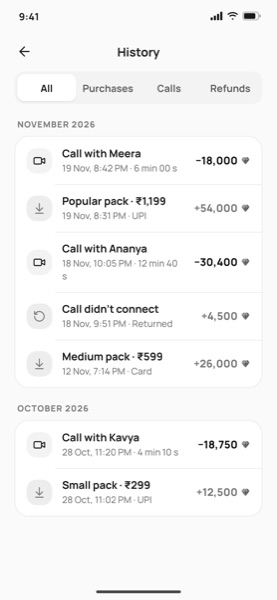 9:41
History
All
Purchases
Calls
Refunds
NOVEMBER 2026
Call with Meera
19 Nov, 8:42 PM · 6 min 00 s
−18,000
Popular pack · ₹1,199
19 Nov, 8:31 PM · UPI
+54,000
Call with Ananya
18 Nov, 10:05 PM · 12 min 40
s
−30,400
Call didn't connect
18 Nov, 9:51 PM · Returned
+4,500
Medium pack · ₹599
12 Nov, 7:14 PM · Card
+26,000
OCTOBER 2026
Call with Kavya
28 Oct, 11:20 PM · 4 min 10 s
−18,750
Small pack · ₹299
28 Oct, 11:02 PM · UPI
+12,500